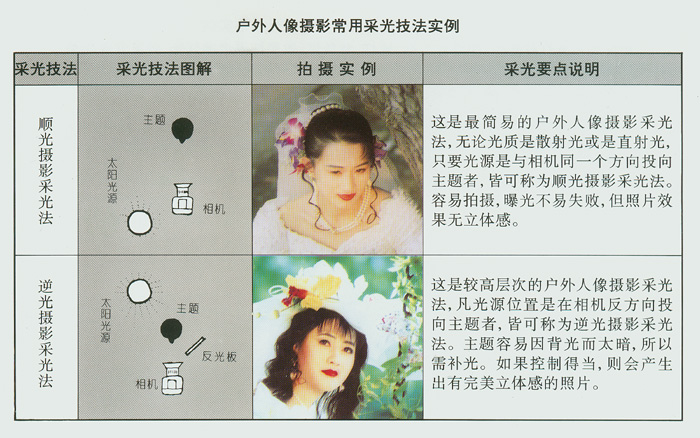 户外人像摄影常用采光技法实例
采光技法
采光技法图解
拍摄实例
采光要点说明
顺光摄影采光法
主题
太阳光源
相机
这是最简易的户外人像摄影采光
法,无论光质是散射光或是直射光,
只要光源是与相机同一个方向投向
主题者,皆可称为顺光摄影采光法。
容易拍摄,曝光不易失败,但照片效
果无立体感。
逆光摄影采光法
太阳光源
主题
反光板
相机
这是较高层次的户外人像摄影采光
法,凡光源位置是在相机反方向投
向主题者,皆可称为逆光摄影采光
法。主题容易因背光而太暗,所以
需补光。如果控制得当,则会产生
出有完美立体感的照片。